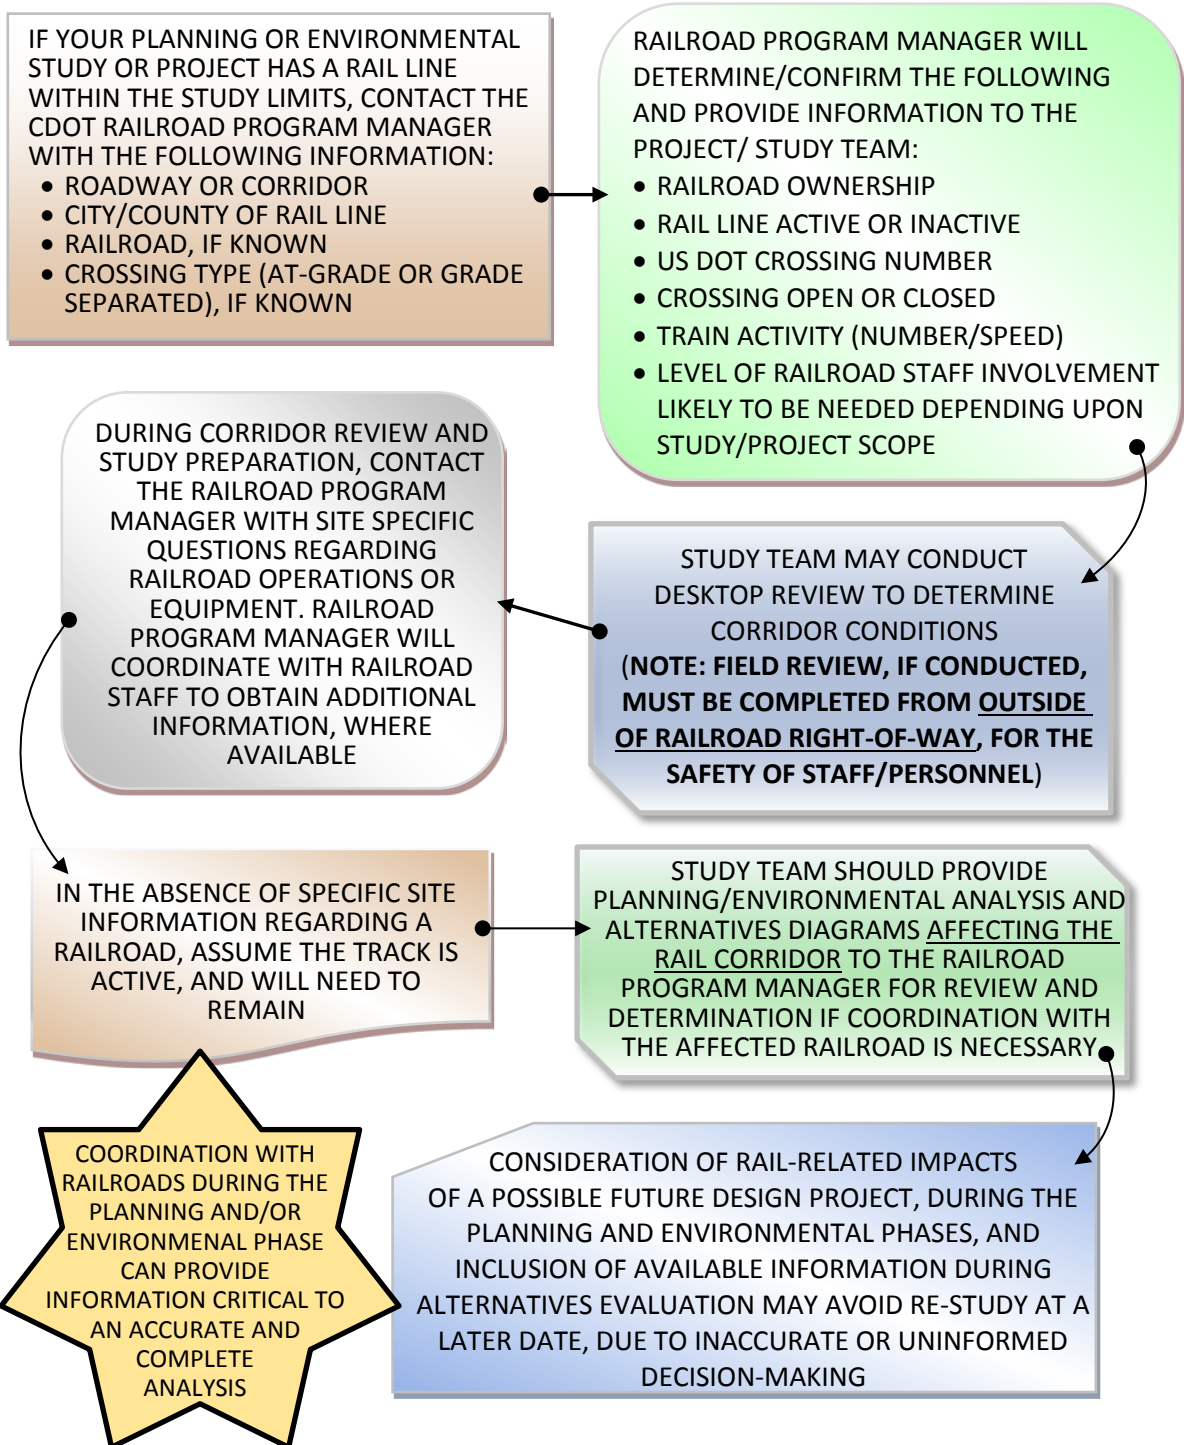 IF YOUR PLANNING OR ENVIRONMENTAL
STUDY OR PROJECT HAS A RAIL LINE
WITHIN THE STUDY LIMITS, CONTACT THE
CDOT RAILROAD PROGRAM MANAGER
WITH THE FOLLOWING INFORMATION:
• ROADWAY OR CORRIDOR
• CITY/COUNTY OF RAIL LINE
• RAILROAD, IF KNOWN
• CROSSING TYPE (AT-GRADE OR GRADE
SEPARATED), IF KNOWN
RAILROAD PROGRAM MANAGER WILL
DETERMINE/CONFIRM THE FOLLOWING
AND PROVIDE INFORMATION TO THE
PROJECT/ STUDY TEAM:
• RAILROAD OWNERSHIP
• RAIL LINE ACTIVE OR INACTIVE
• US DOT CROSSING NUMBER
• CROSSING OPEN OR CLOSED
• TRAIN ACTIVITY (NUMBER/SPEED)
• LEVEL OF RAILROAD STAFF INVOLVEMENT
LIKELY TO BE NEEDED DEPENDING UPON
STUDY/PROJECT SCOPE
STUDY TEAM MAY CONDUCT
DESKTOP REVIEW TO DETERMINE
CORRIDOR CONDITIONS
(NOTE: FIELD REVIEW, IF CONDUCTED,
MUST BE COMPLETED FROM OUTSIDE
OF RAILROAD RIGHT-OF-WAY, FOR THE
SAFETY OF STAFF/PERSONNEL)
DURING CORRIDOR REVIEW AND
STUDY PREPARATION, CONTACT
THE RAILROAD PROGRAM
MANAGER WITH SITE SPECIFIC
QUESTIONS REGARDING
RAILROAD OPERATIONS OR
EQUIPMENT. RAILROAD
PROGRAM MANAGER WILL
COORDINATE WITH RAILROAD
STAFF TO OBTAIN ADDITIONAL
INFORMATION, WHERE
AVAILABLE
IN THE ABSENCE OF SPECIFIC SITE
INFORMATION REGARDING A
RAILROAD, ASSUME THE TRACK IS
ACTIVE, AND WILL NEED TO
REMAIN
STUDY TEAM SHOULD PROVIDE
PLANNING/ENVIRONMENTAL ANALYSIS AND
ALTERNATIVES DIAGRAMS AFFECTING THE
RAIL CORRIDOR TO THE RAILROAD
PROGRAM MANAGER FOR REVIEW AND
DETERMINATION IF COORDINATION WITH
THE AFFECTED RAILROAD IS NECESSARY
CONSIDERATION OF RAIL-RELATED IMPACTS
OF A POSSIBLE FUTURE DESIGN PROJECT, DURING THE
PLANNING AND ENVIRONMENTAL PHASES, AND
INCLUSION OF AVAILABLE INFORMATION DURING
ALTERNATIVES EVALUATION MAY AVOID RE-STUDY AT A
LATER DATE, DUE TO INACCURATE OR UNINFORMED
DECISION-MAKING
COORDINATION WITH
RAILROADS DURING THE
PLANNING AND/OR
ENVIRONMENAL PHASE
CAN PROVIDE
INFORMATION CRITICAL TO
AN ACCURATE AND
COMPLETE
ANALYSIS